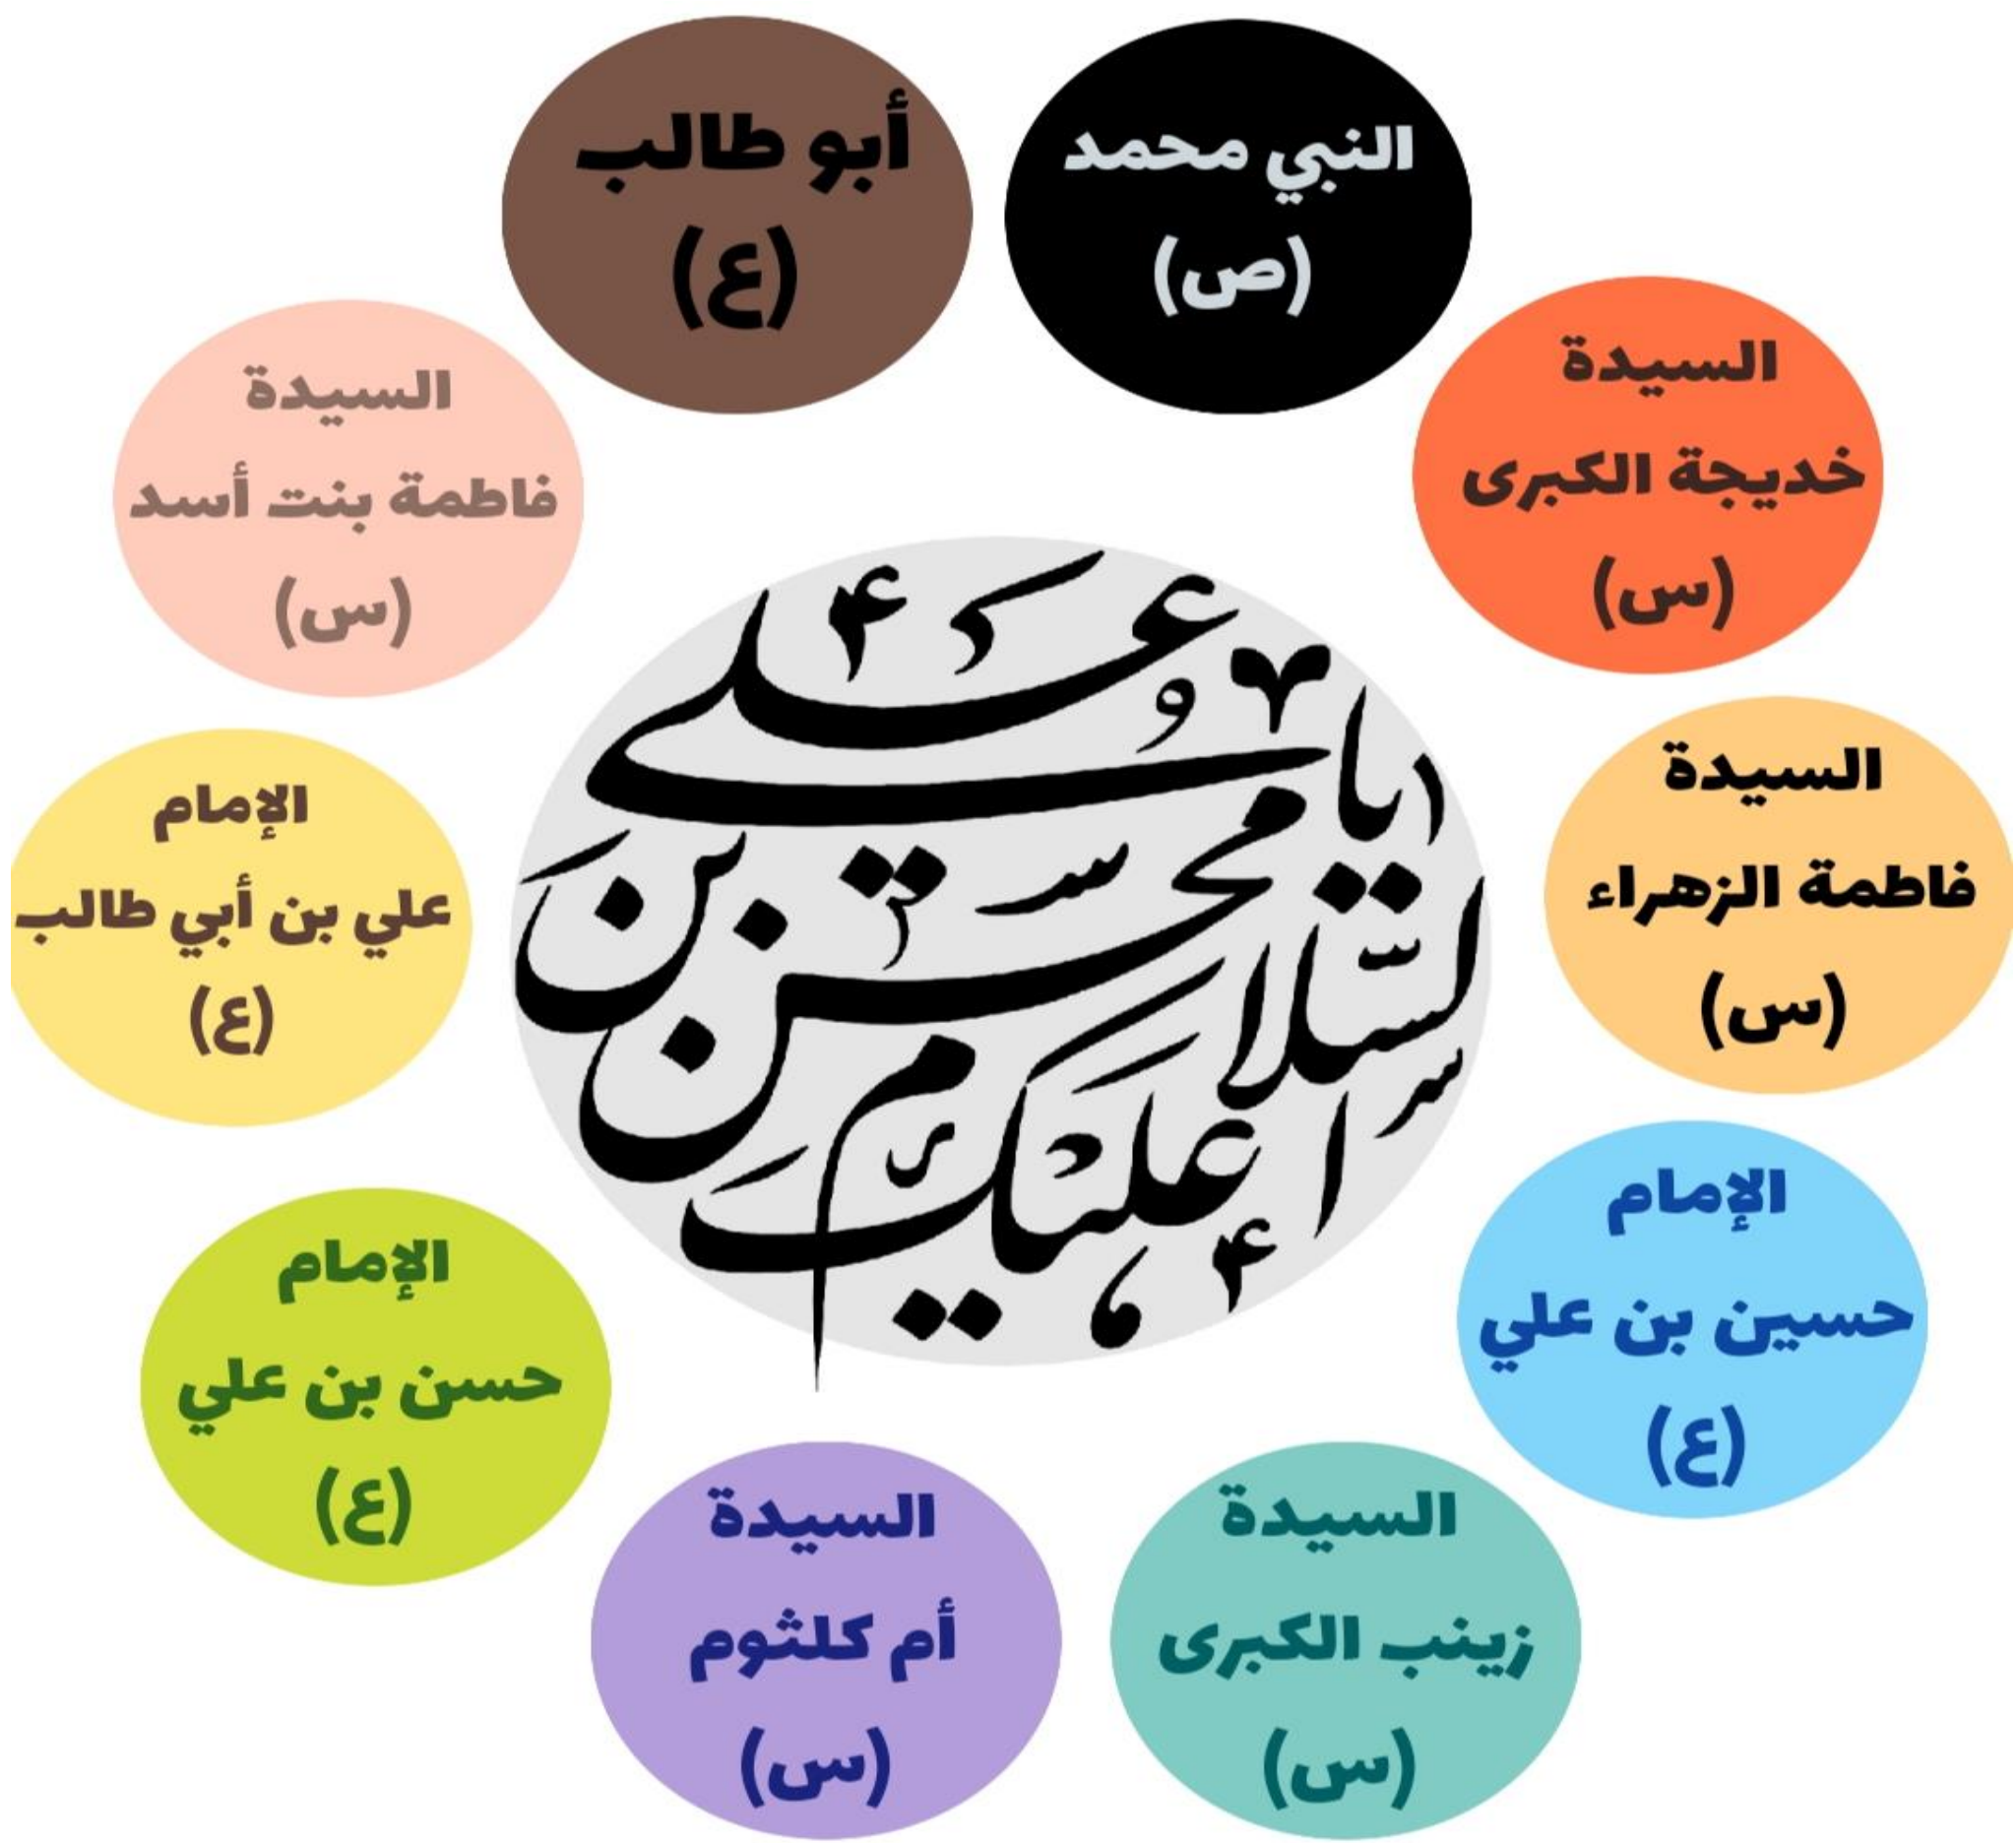 أبو طالب
(ع)
النبي محمد
(ص)
السيدة
خديجة الكبرى
(س)
السيدة
فاطمة الزهراء
(س)
الإمام
حسين بن علي
(ع)
السيدة
زينب الكبرى
(س)
السيدة
أم كلثوم
(س)
الإمام
حسن بن علي
(ع)
الإمام
علي بن أبي طالب
(ع)
السيدة
فاطمة بنت أسد
(س)
السلام عليك يا محسن بن علي